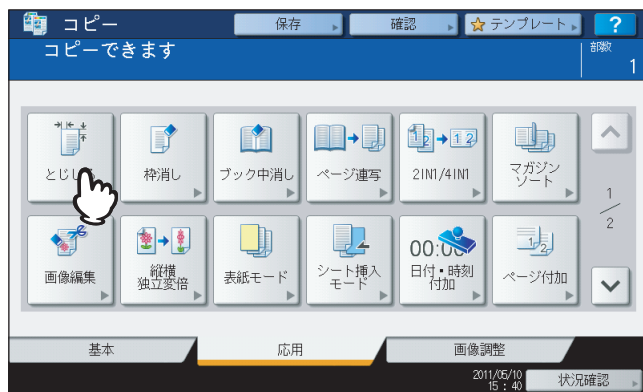 コピー
保存
確認
テンプレート
?
コピーできます
部数
1
とじし
枠消し
ブック中消し
ページ連写
2IN1/4IN1
マガジン
ソート
1
2
画像編集
縦横
独立変倍
表紙モード
シート挿入
モード
00:00
日付・時刻
付加
ページ付加
基本
応用
画像調整
2011/05/10
15 : 40
状況確認